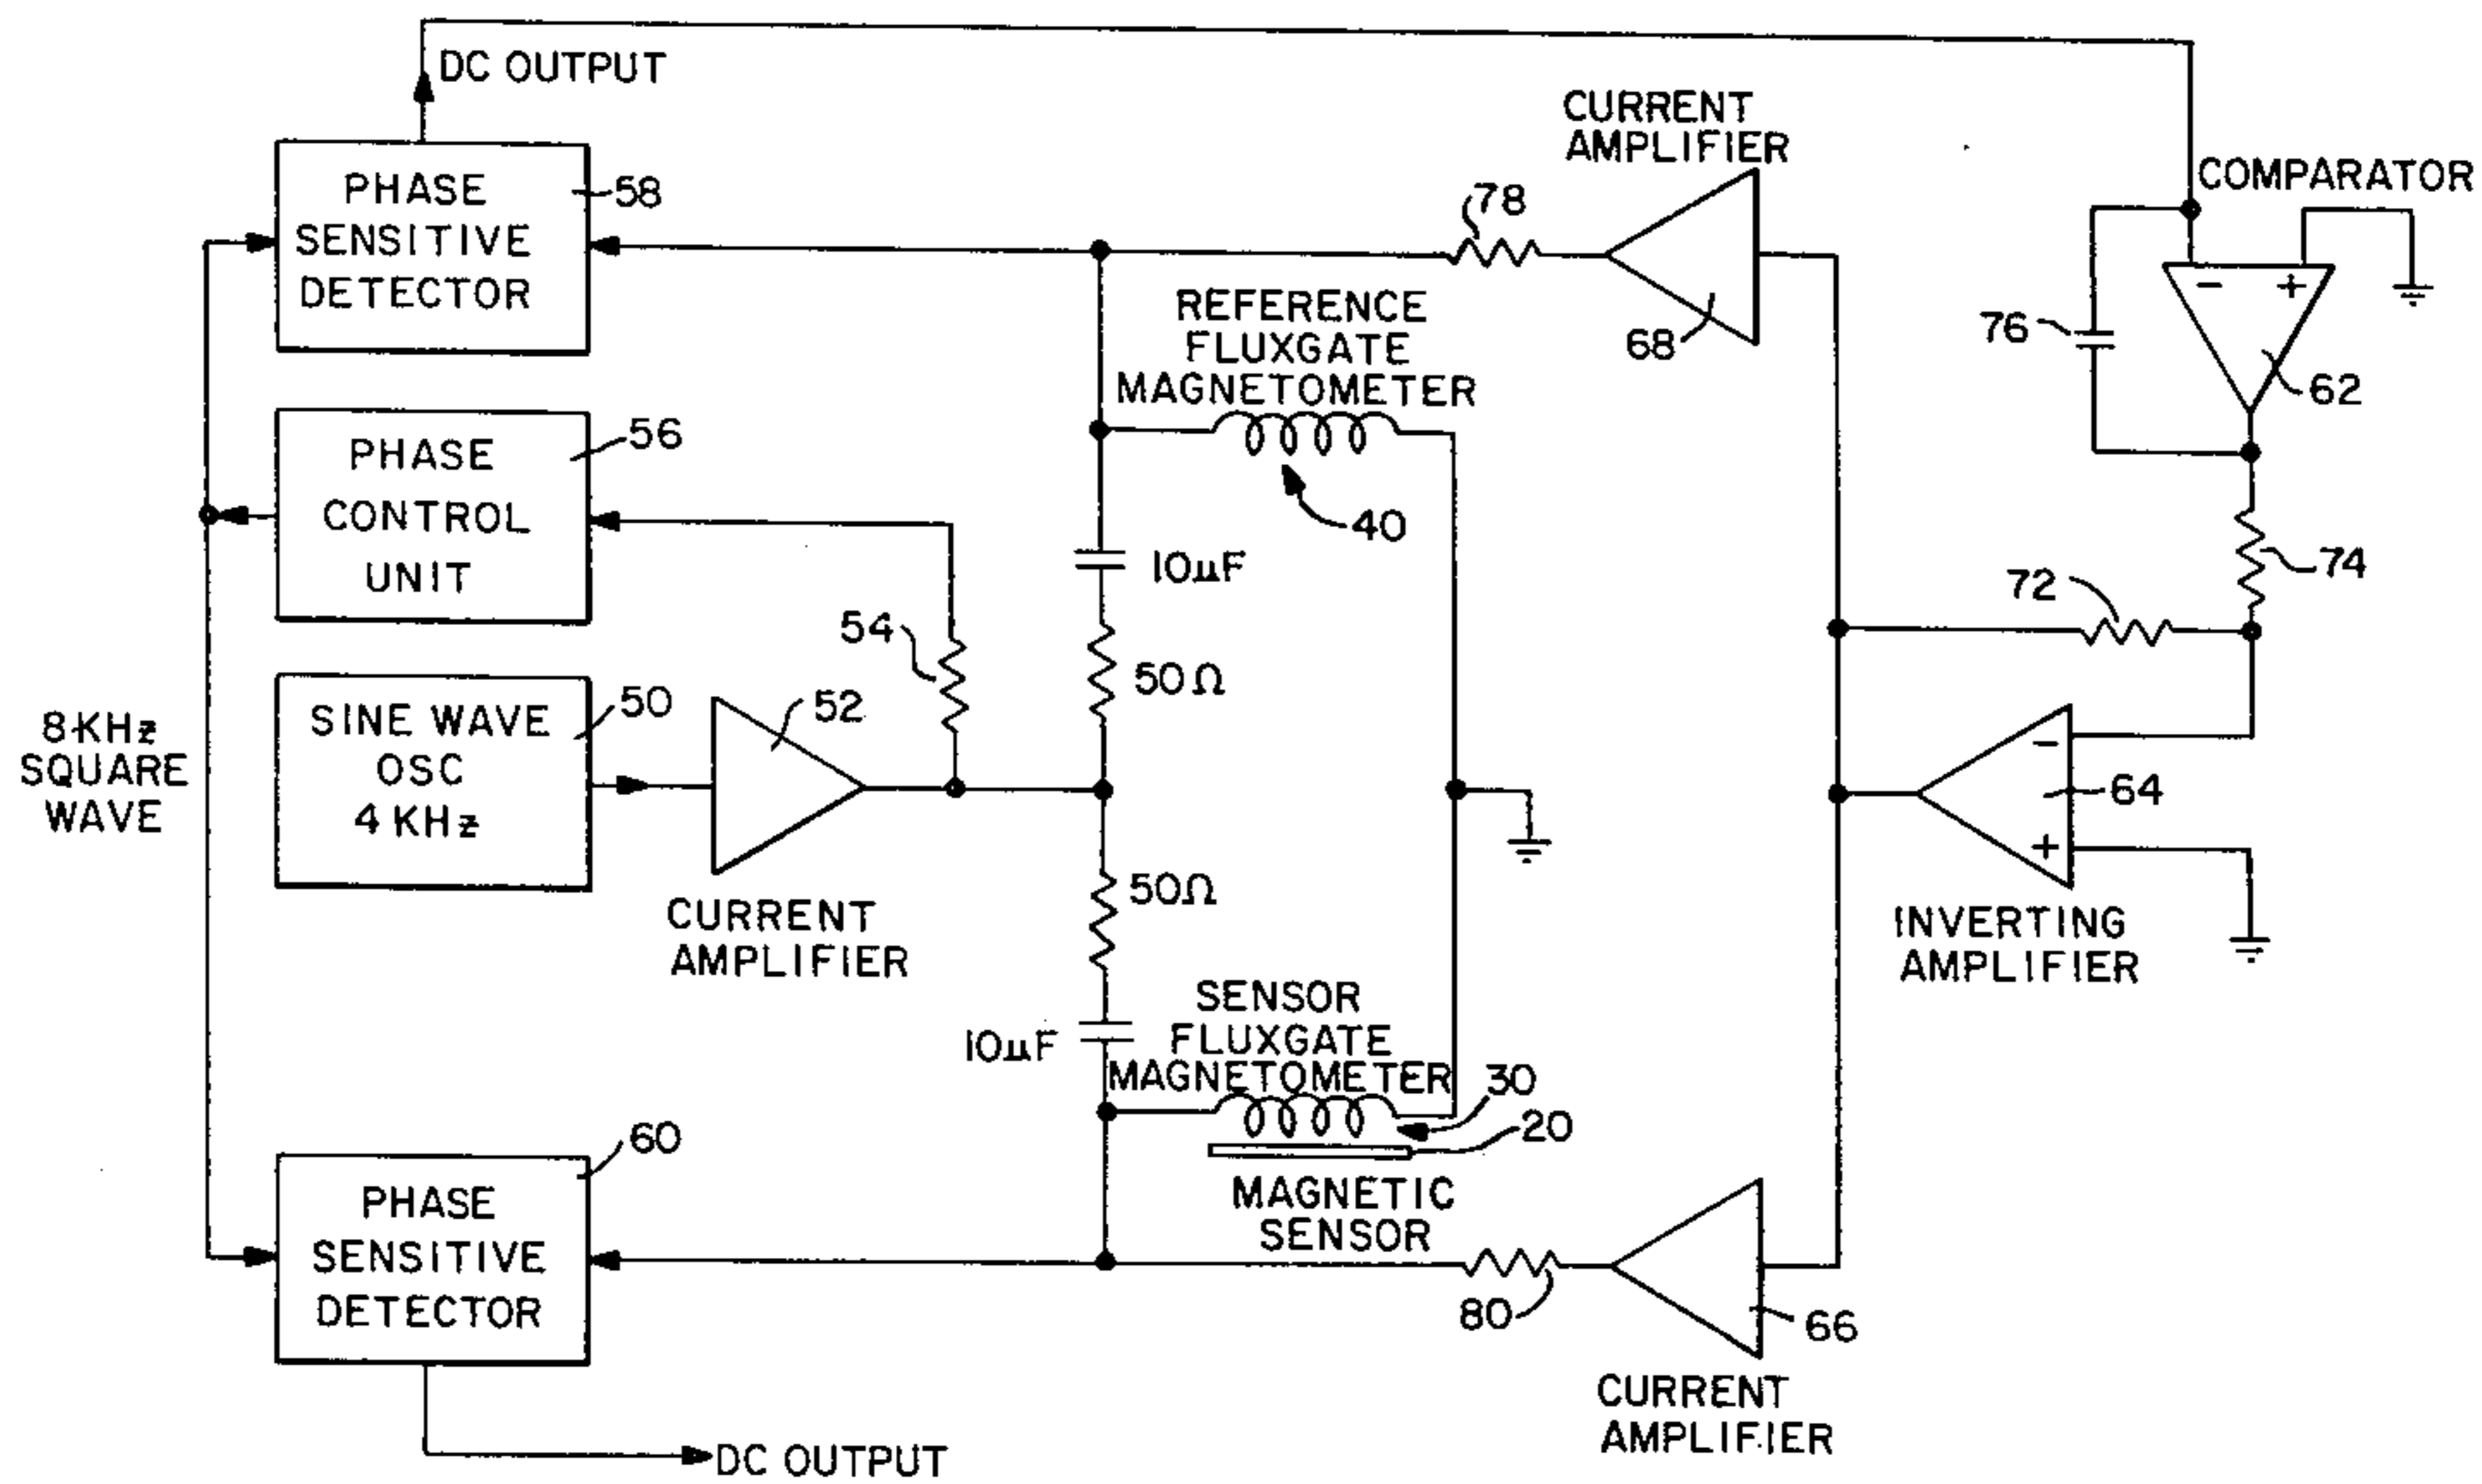 DC OUTPUT
PHASE
SENSITIVE
DETECTOR
58
CURRENT
AMPLIFIER
78
68
COMPARATOR
-
+
76
62
REFERENCE
FLUXGATE
MAGNETOMETER
40
PHASE
CONTROL
UNIT
56
10μF
54
50Ω
72
74
8KHz
SQUARE
WAVE
SINE WAVE
OSC
4 KHz
50
52
CURRENT
AMPLIFIER
50Ω
-
+
64
INVERTING
AMPLIFIER
10μF
SENSOR
FLUXGATE
MAGNETOMETER
30
20
MAGNETIC
SENSOR
PHASE
SENSITIVE
DETECTOR
60
80
66
CURRENT
AMPLIFIER
DC OUTPUT